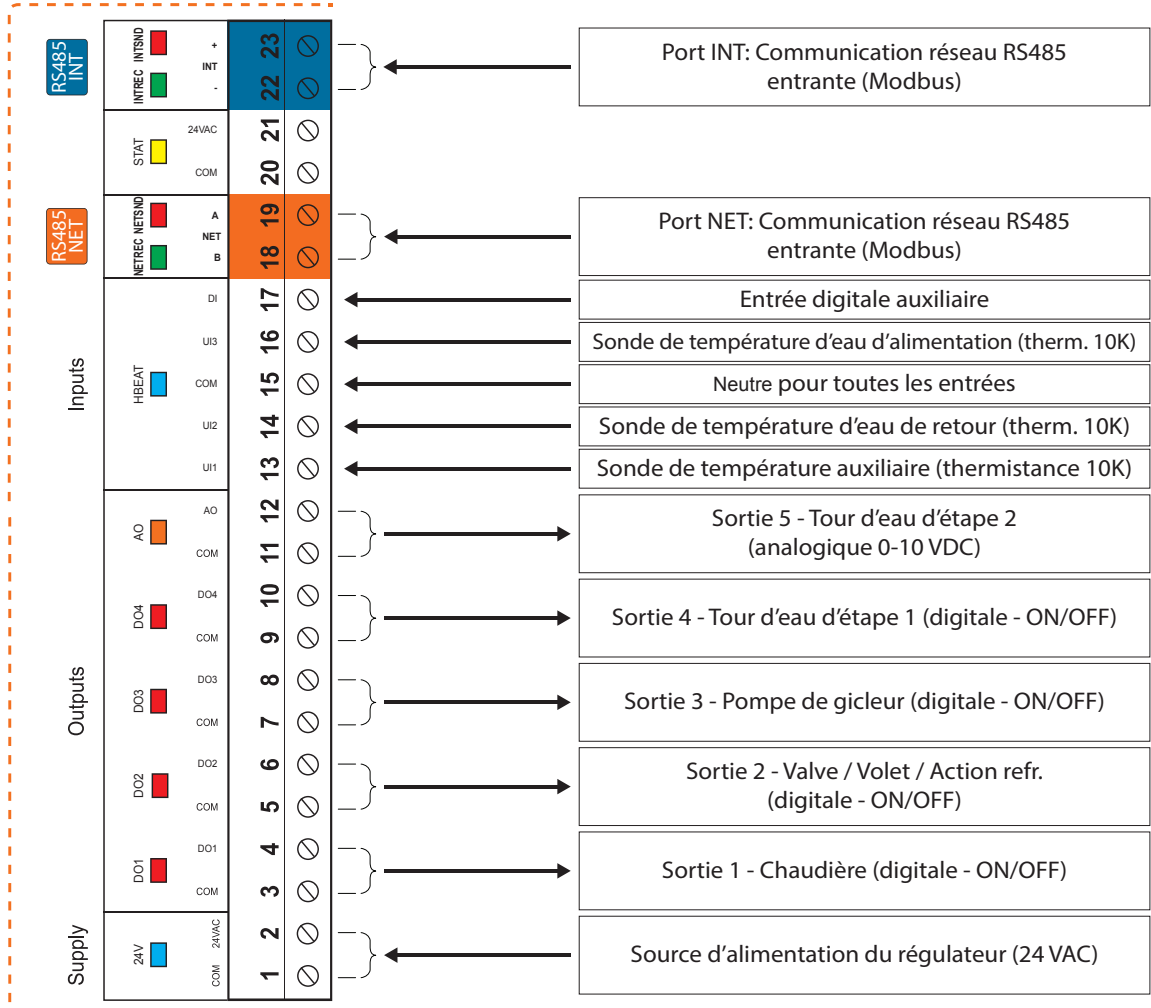 RS485
INT
INTREC INTSND
+
INT
-
23
22
Port INT: Communication réseau RS485
entrante (Modbus)
STAT
24VAC
COM
21
20
RS485
NET
NETREC NETSND
A
NET
B
19
18
Port NET: Communication réseau RS485
entrante (Modbus)
Inputs
HBEAT
DI
17
Entrée digitale auxiliaire
UI3
16
Sonde de température d'eau d'alimentation (therm. 10K)
COM
15
Neutre pour toutes les entrées
UI2
14
Sonde de température d'eau de retour (therm. 10K)
UI1
13
Sonde de température auxiliaire (thermistance 10K)
Outputs
AO
AO
COM
12
11
Sortie 5 - Tour d'eau d'étape 2
(analogique 0-10 VDC)
DO4
DO4
COM
10
9
Sortie 4 - Tour d'eau d'étape 1 (digitale - ON/OFF)
DO3
DO3
COM
8
7
Sortie 3 - Pompe de gicleur (digitale - ON/OFF)
DO2
DO2
COM
6
5
Sortie 2 - Valve / Volet / Action refr.
(digitale - ON/OFF)
DO1
DO1
COM
4
3
Sortie 1 - Chaudière (digitale - ON/OFF)
Supply
24V
COM 24VAC
2
1
Source d'alimentation du régulateur (24 VAC)